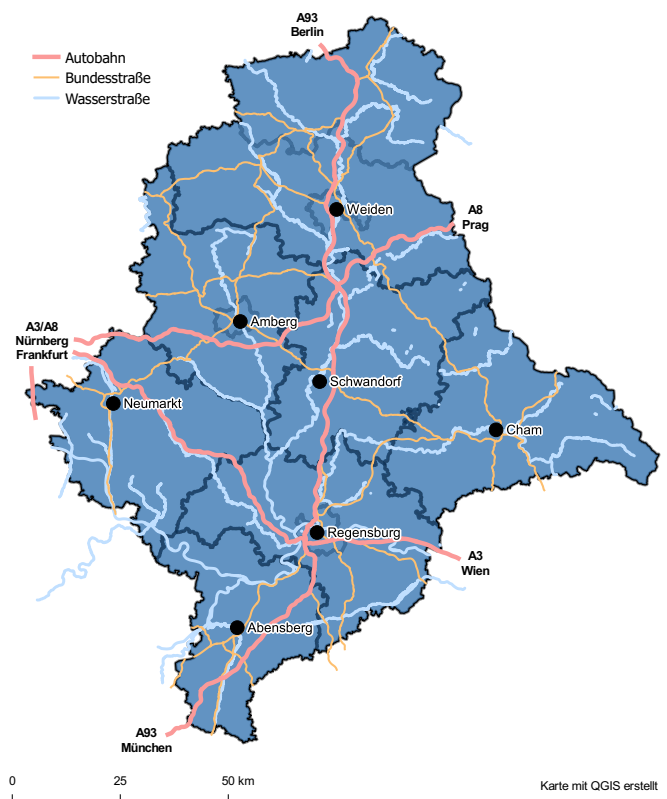 A93
Berlin
Autobahn
Bundesstraße
Wasserstraße
Weiden
A8
Prag
A3/A8
Nürnberg
Frankfurt
Amberg
Schwandorf
Neumarkt
Cham
Regensburg
A3
Wien
Abensberg
A93
München
0 25 50 km
Karte mit QGIS erstellt